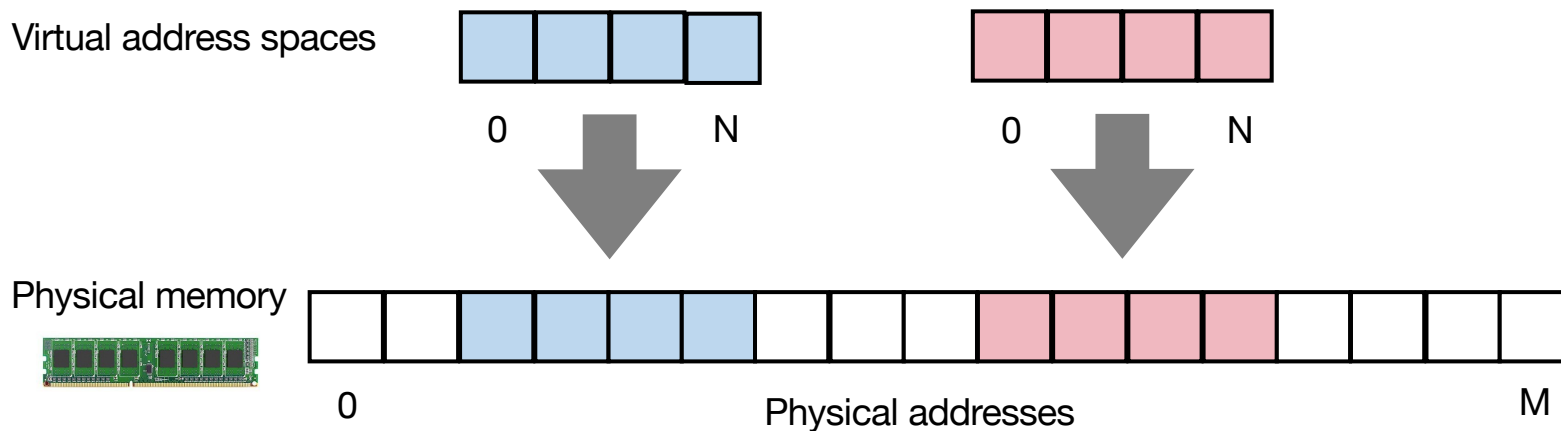 Virtual address spaces
0 N
0 N
Physical memory
0
Physical addresses
M